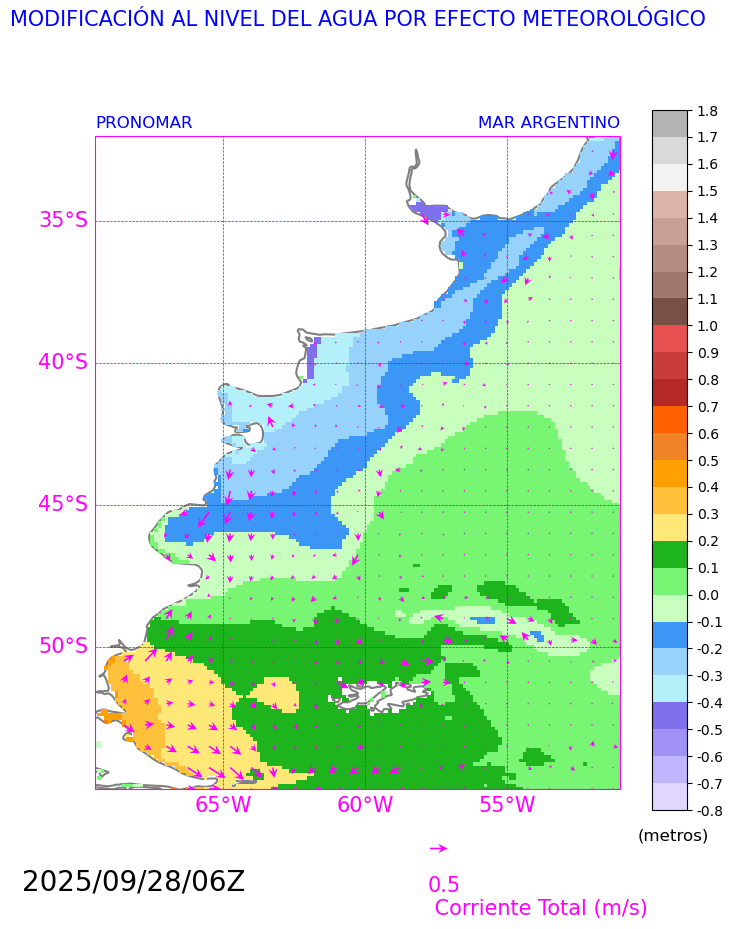 MODIFICACIÓN AL NIVEL DEL AGUA POR EFECTO METEOROLÓGICO
PRONOMAR MAR ARGENTINO
35°S
40°S
45°S
50°S
65°W 60°W 55°W
1.8
1.7
1.6
1.5
1.4
1.3
1.2
1.1
1.0
0.9
0.8
0.7
0.6
0.5
0.4
0.3
0.2
0.1
0.0
-0.1
-0.2
-0.3
-0.4
-0.5
-0.6
-0.7
-0.8
(metros)
2025/09/28/06Z
0.5
Corriente Total (m/s)